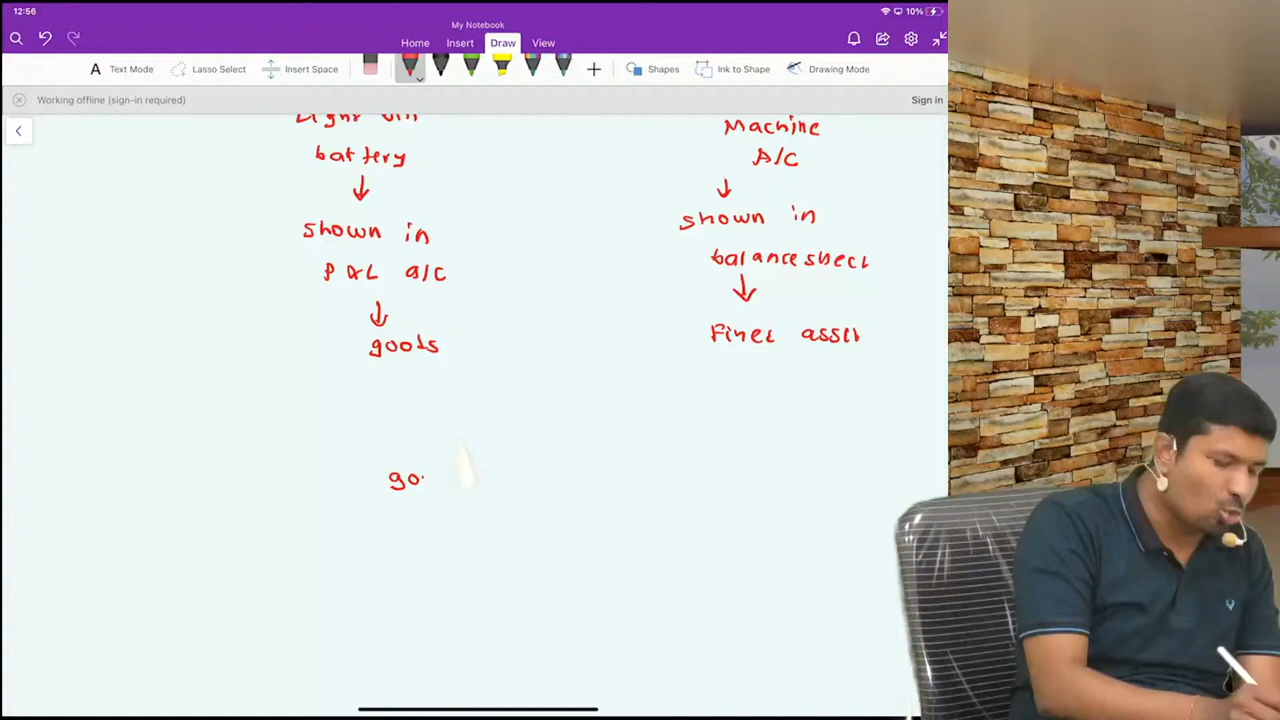 12:56
10%
My Notebook
Home Insert Draw View
Text Mode Lasso Select Insert Space Shapes Ink to Shape Drawing Mode
Working offline (sign-in required) Sign in
battery
↓
shown in
P&L a/c
↓
goods
Machine
A/C
↓
shown in
balancesheet
↓
Fixed asset
go